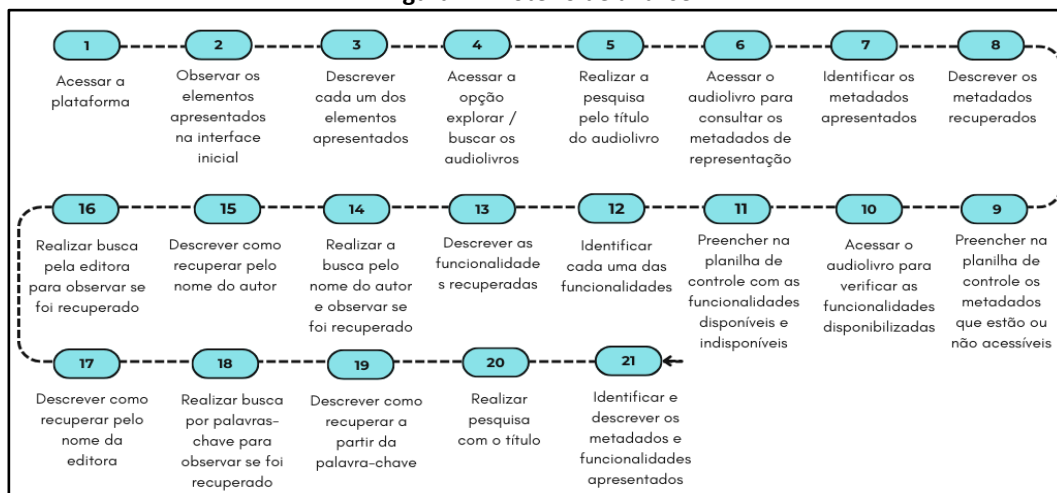 1
Acessar a
plataforma
2
Observar os
elementos
apresentados
na interface
inicial
3
Descrever
cada um dos
elementos
apresentados
4
Acessar a
opção
explorar /
buscar os
audiolivros
5
Realizar a
pesquisa
pelo título
do audiolivro
6
Acessar o
audiolivro para
consultar os
metadados de
representação
7
Identificar os
metadados
apresentados
8
Descrever os
metadados
recuperados
9
Preencher na
planilha de
controle os
metadados
que estão ou
não acessíveis
10
Acessar o
audiolivro para
verificar as
funcionalidades
disponibilizadas
11
Preencher na
planilha de
controle com as
funcionalidades
disponíveis e
indisponíveis
12
Identificar
cada uma das
funcionalidades
13
Descrever as
funcionalidade
s recuperadas
14
Realizar a
busca pelo
nome do autor
e observar se
foi recuperado
15
Descrever como
recuperar pelo
nome do autor
16
Realizar busca
pela editora
para observar se
foi recuperado
17
Descrever como
recuperar pelo
nome da
editora
18
Realizar busca
por palavras-
chave para
observar se foi
recuperado
19
Descrever como
recuperar a
partir da
palavra-chave
20
Realizar
pesquisa
com o título
21
Identificar e
descrever os
metadados e
funcionalidades
apresentados